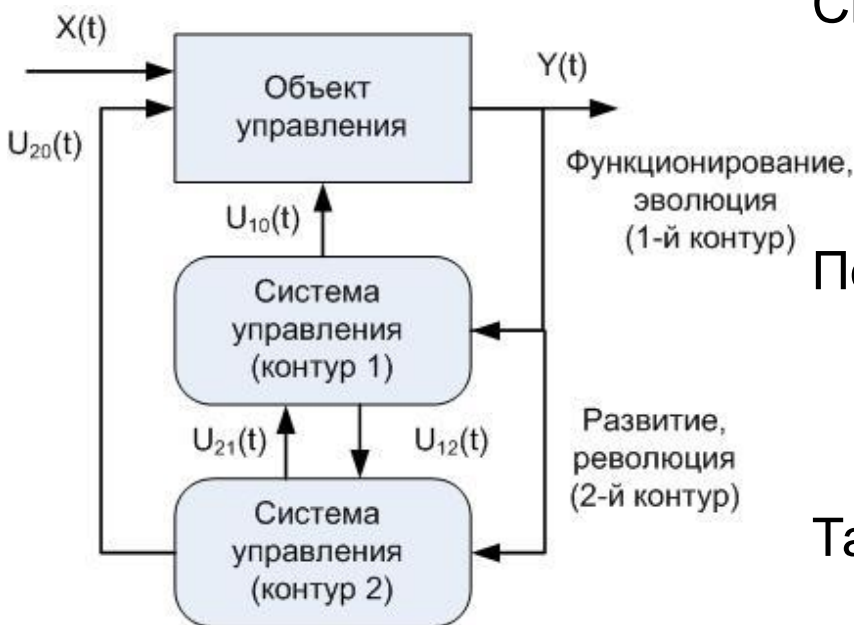 X(t)
Объект
управления
Y(t)
U₂₀(t)
Функционирование,
эволюция
(1-й контур)
U₁₀(t)
Система
управления
(контур 1)
U₂₁(t)
U₁₂(t)
Развитие,
революция
(2-й контур)
Система
управления
(контур 2)